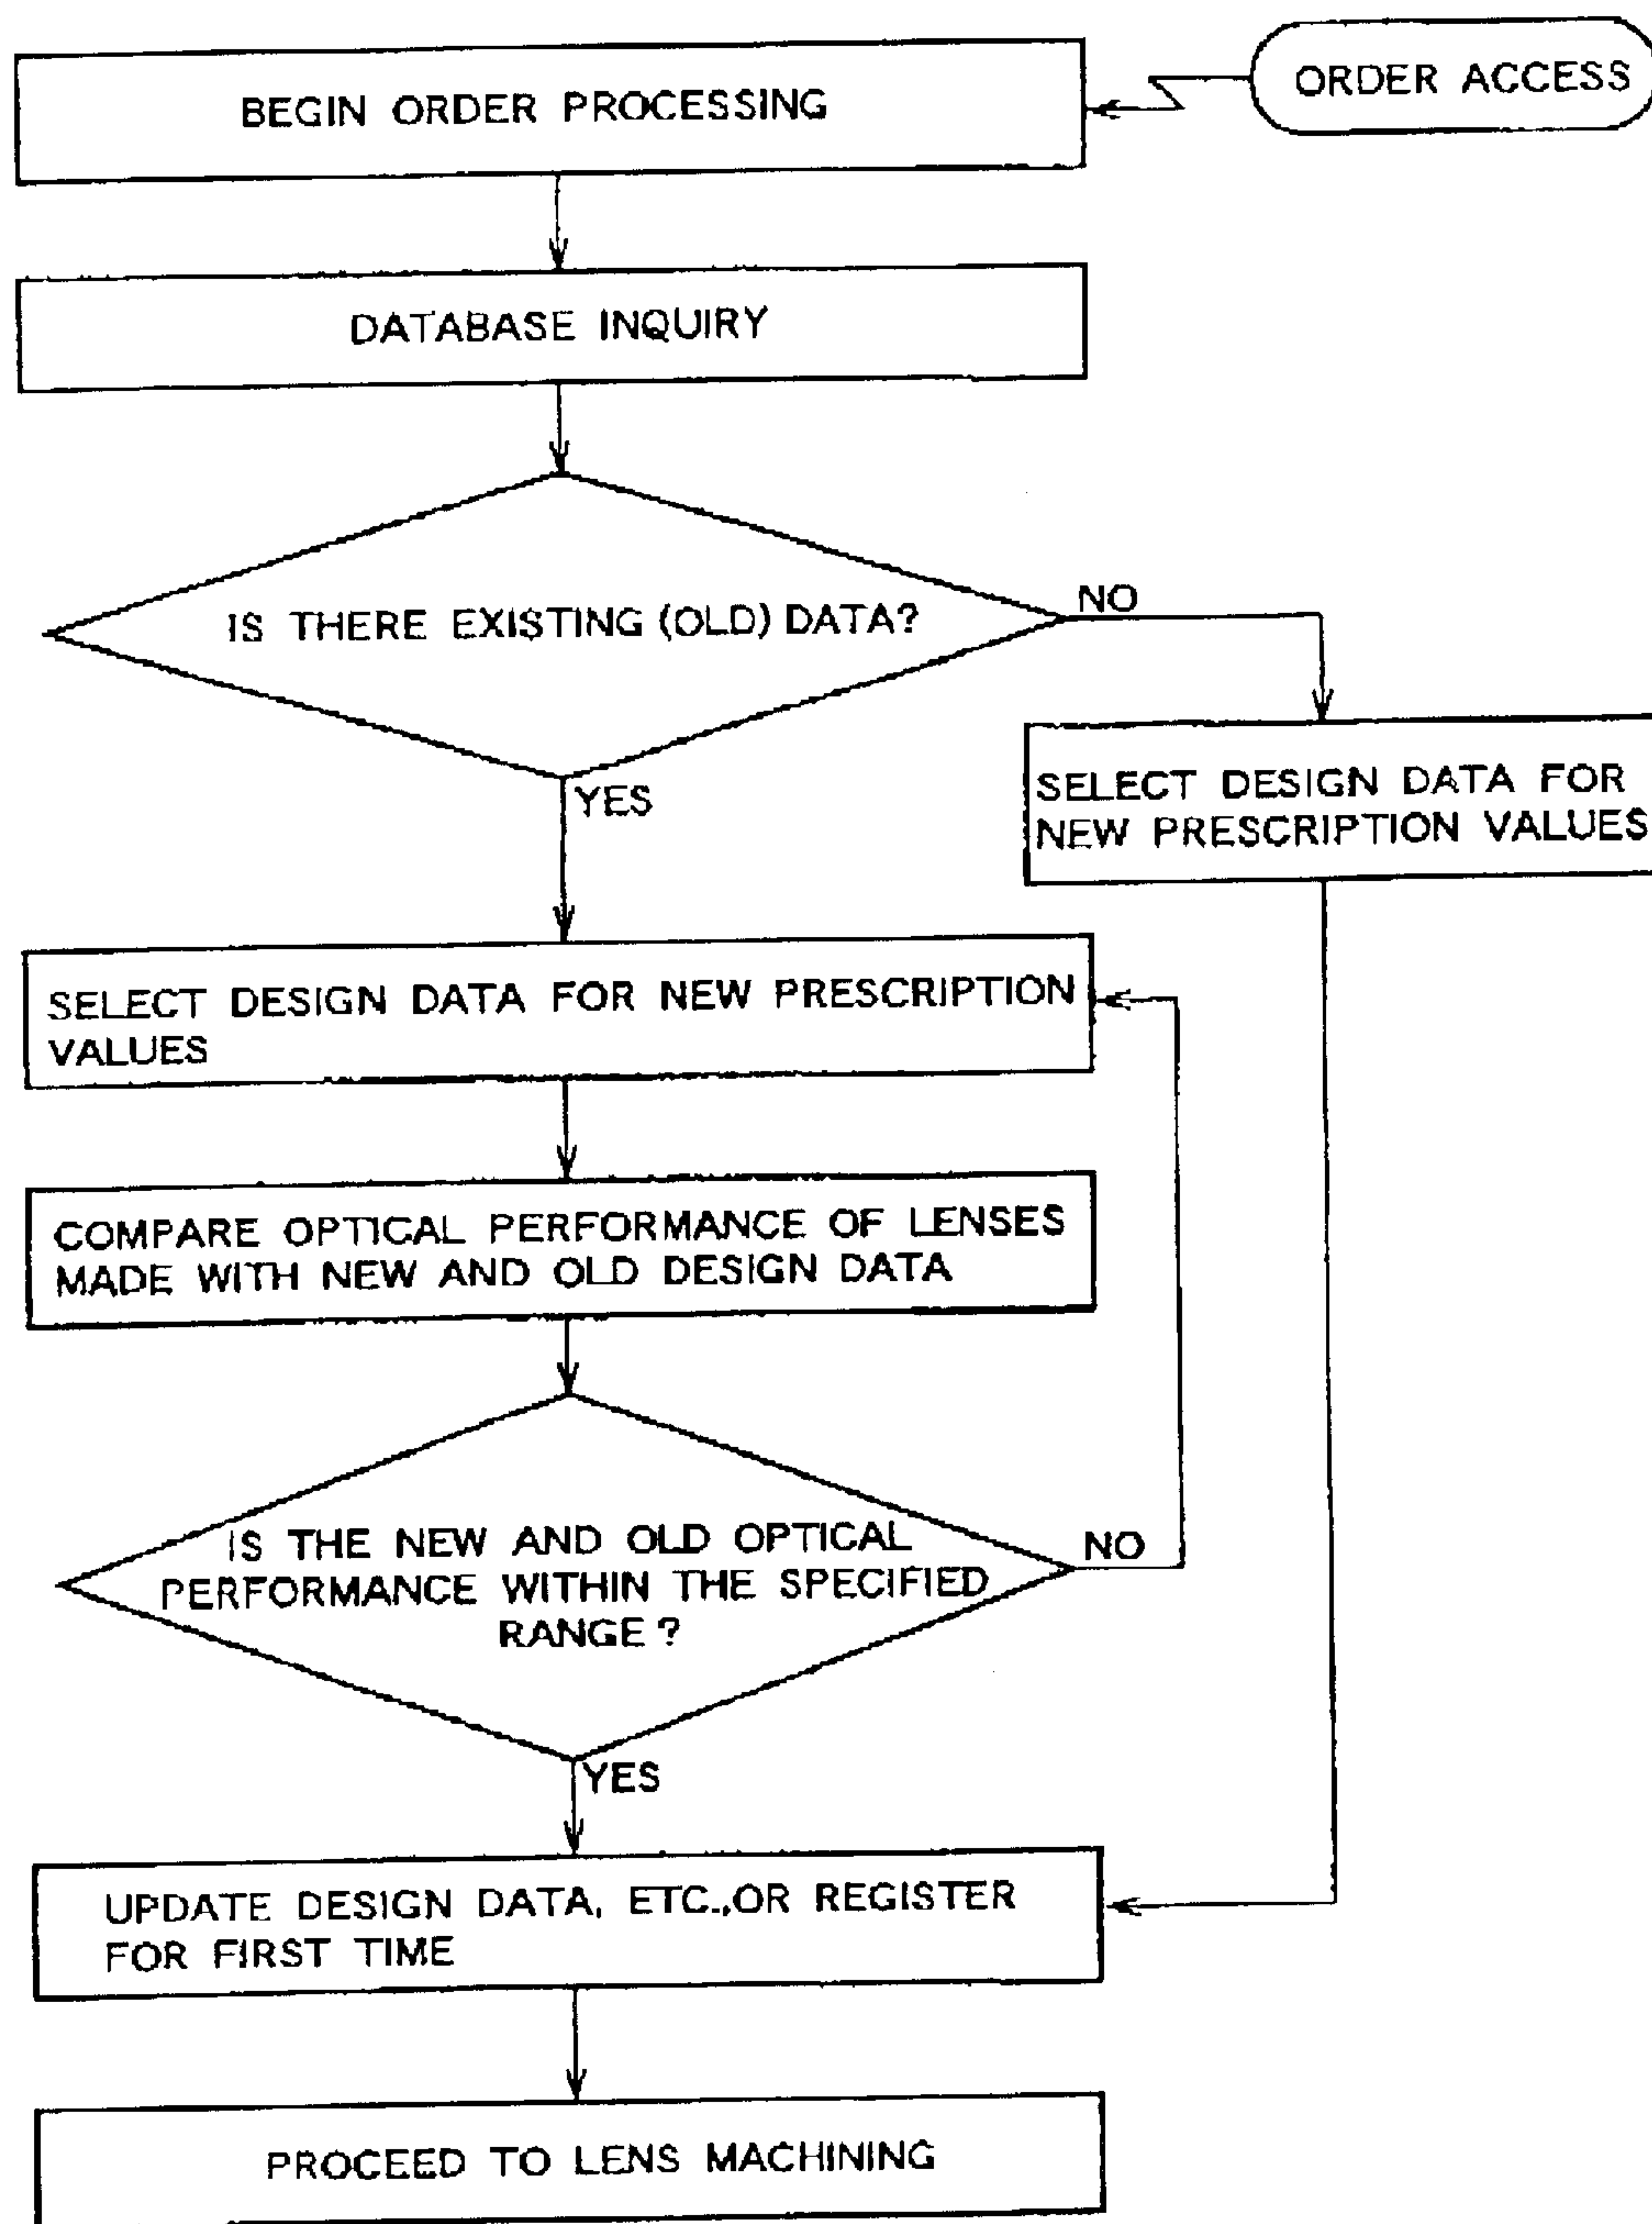 ORDER ACCESS
BEGIN ORDER PROCESSING
DATABASE INQUIRY
IS THERE EXISTING (OLD) DATA?
NO
YES
SELECT DESIGN DATA FOR
NEW PRESCRIPTION VALUES
SELECT DESIGN DATA FOR NEW PRESCRIPTION
VALUES
COMPARE OPTICAL PERFORMANCE OF LENSES
MADE WITH NEW AND OLD DESIGN DATA
IS THE NEW AND OLD OPTICAL
PERFORMANCE WITHIN THE SPECIFIED
RANGE?
NO
YES
UPDATE DESIGN DATA, ETC.,OR REGISTER
FOR FIRST TIME
PROCEED TO LENS MACHINING